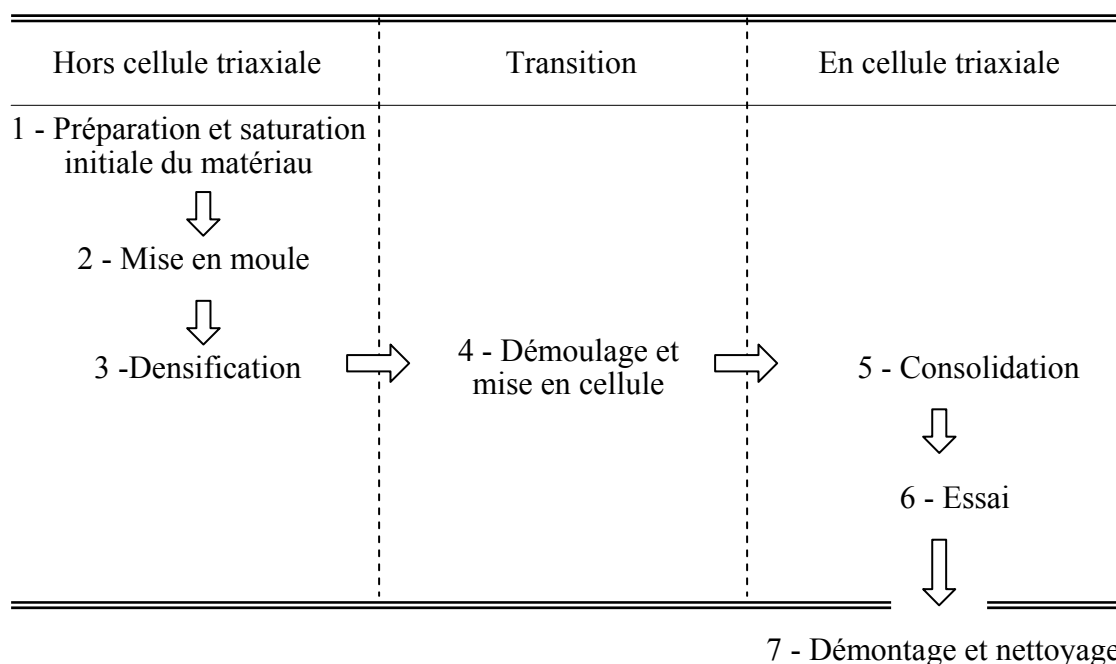 Hors cellule triaxiale
Transition
En cellule triaxiale
1 - Préparation et saturation
initiale du matériau
2 - Mise en moule
3 -Densification
4 - Démoulage et
mise en cellule
5 - Consolidation
6 - Essai
7 - Démontage et nettoyage